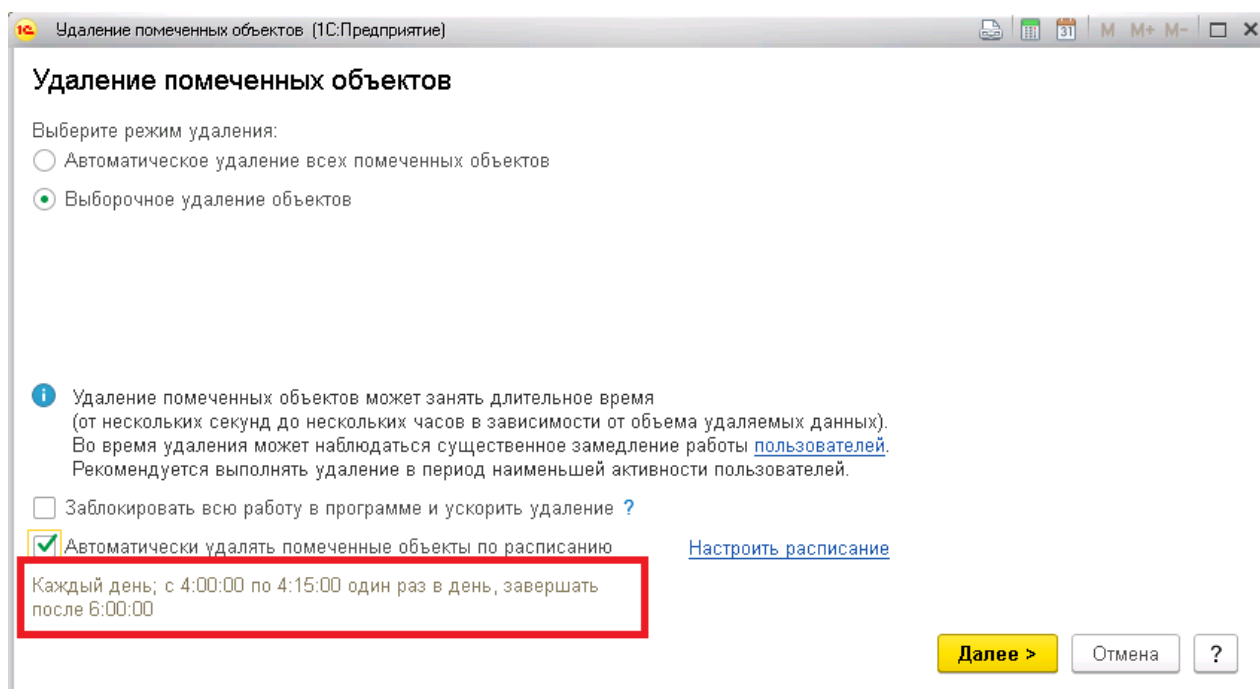 1С Удаление помеченных объектов (1С:Предприятие) 31 M M+ M-
Удаление помеченных объектов
Выберите режим удаления:
Автоматическое удаление всех помеченных объектов
Выборочное удаление объектов
i Удаление помеченных объектов может занять длительное время
(от нескольких секунд до нескольких часов в зависимости от объема удаляемых данных).
Во время удаления может наблюдаться существенное замедление работы пользователей.
Рекомендуется выполнять удаление в период наименьшей активности пользователей.
Заблокировать всю работу в программе и ускорить удаление ?
Автоматически удалять помеченные объекты по расписанию Настроить расписание
Каждый день; с 4:00:00 по 4:15:00 один раз в день, завершать
после 6:00:00
Далее > Отмена ?